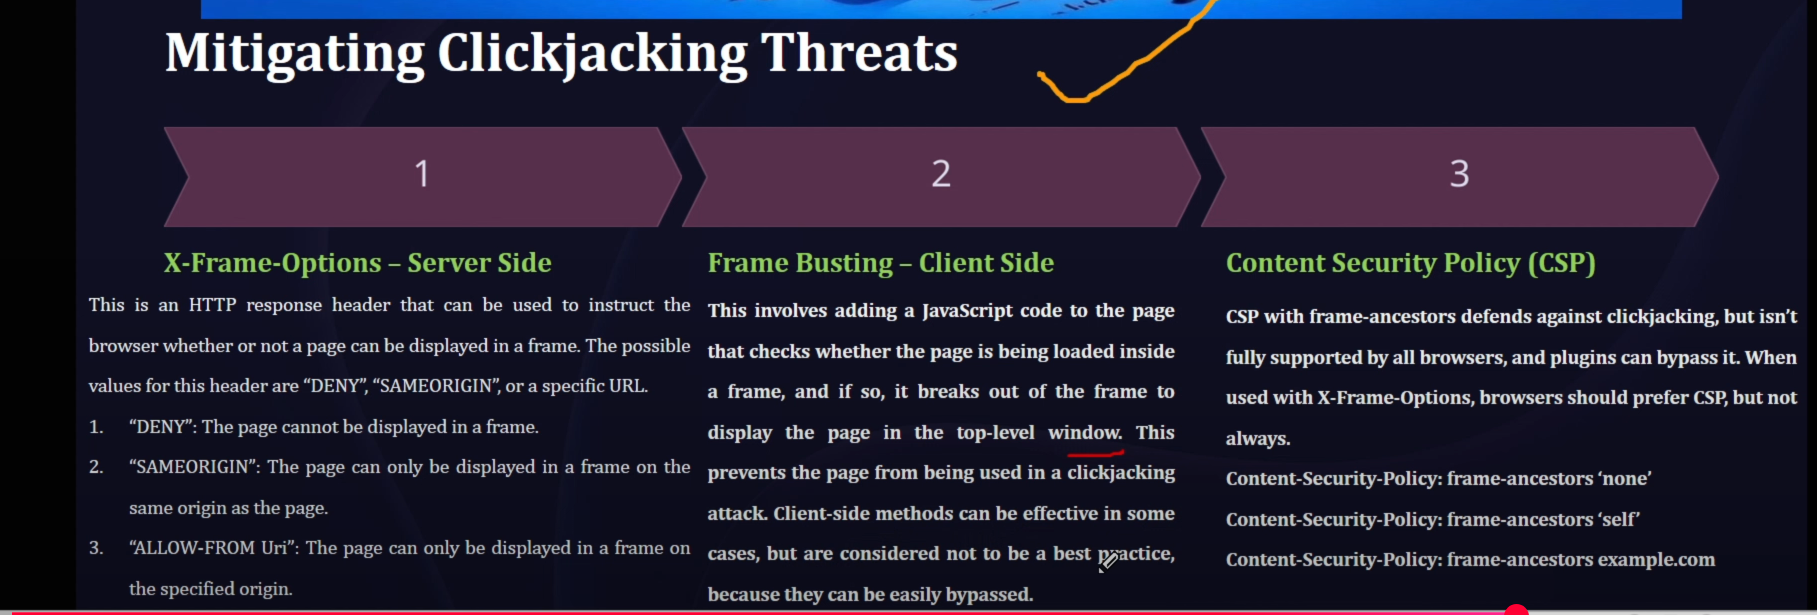 Mitigating Clickjacking Threats
1
2
3
X-Frame-Options – Server Side
This is an HTTP response header that can be used to instruct the
browser whether or not a page can be displayed in a frame. The possible
values for this header are “DENY”, “SAMEORIGIN”, or a specific URL.
1. “DENY”: The page cannot be displayed in a frame.
2. “SAMEORIGIN”: The page can only be displayed in a frame on the
same origin as the page.
3. “ALLOW-FROM Uri”: The page can only be displayed in a frame on
the specified origin.
Frame Busting – Client Side
This involves adding a JavaScript code to the page
that checks whether the page is being loaded inside
a frame, and if so, it breaks out of the frame to
display the page in the top-level window. This
prevents the page from being used in a clickjacking
attack. Client-side methods can be effective in some
cases, but are considered not to be a best practice,
because they can be easily bypassed.
Content Security Policy (CSP)
CSP with frame-ancestors defends against clickjacking, but isn’t
fully supported by all browsers, and plugins can bypass it. When
used with X-Frame-Options, browsers should prefer CSP, but not
always.
Content-Security-Policy: frame-ancestors ‘none’
Content-Security-Policy: frame-ancestors ‘self’
Content-Security-Policy: frame-ancestors example.com